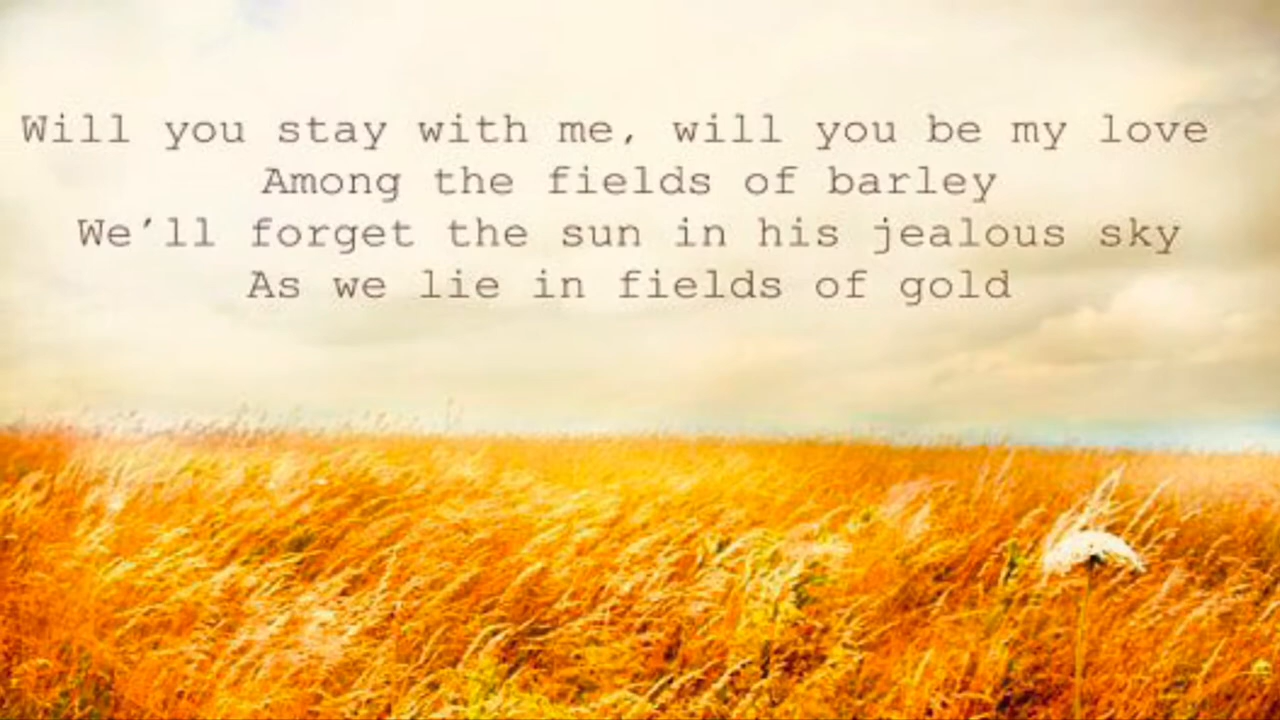 Will you stay with me, will you be my love
Among the fields of barley
We’ll forget the sun in his jealous sky
As we lie in fields of gold